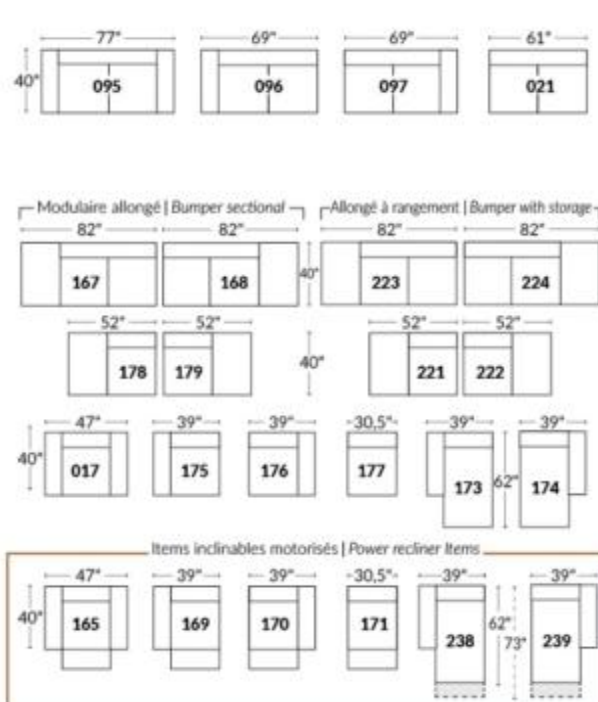 77" 69" 69" 61"
40" 095 096 097 021
Modulaire allongé | Bumper sectional Allongé à rangement | Bumper with storage
82" 82" 82" 82"
167 168 40" 223 224
52" 52" 52" 52"
178 179 40" 221 222
47" 39" 39" 30,5" 39" 39"
40" 017 175 176 177 173 62" 174
Items inclinables motorisés | Power recliner Items
47" 39" 39" 30,5" 39" 39"
40" 165 169 170 171 238 62" 73" 239